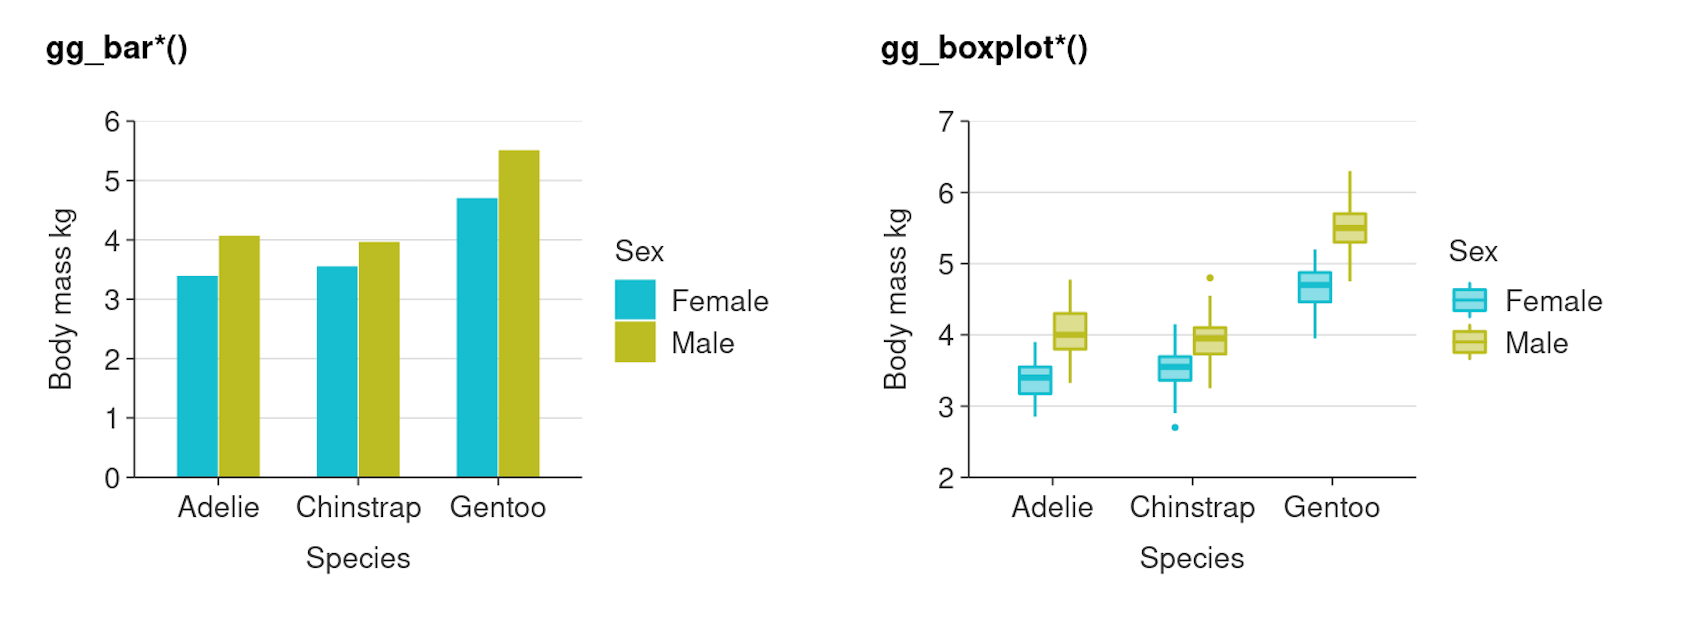 gg_bar*()
6
5
4
3
2
1
0
Body mass kg
Adelie Chinstrap Gentoo
Species
Sex
Female
Male
gg_boxplot*()
7
6
5
4
3
2
Body mass kg
Adelie Chinstrap Gentoo
Species
Sex
Female
Male